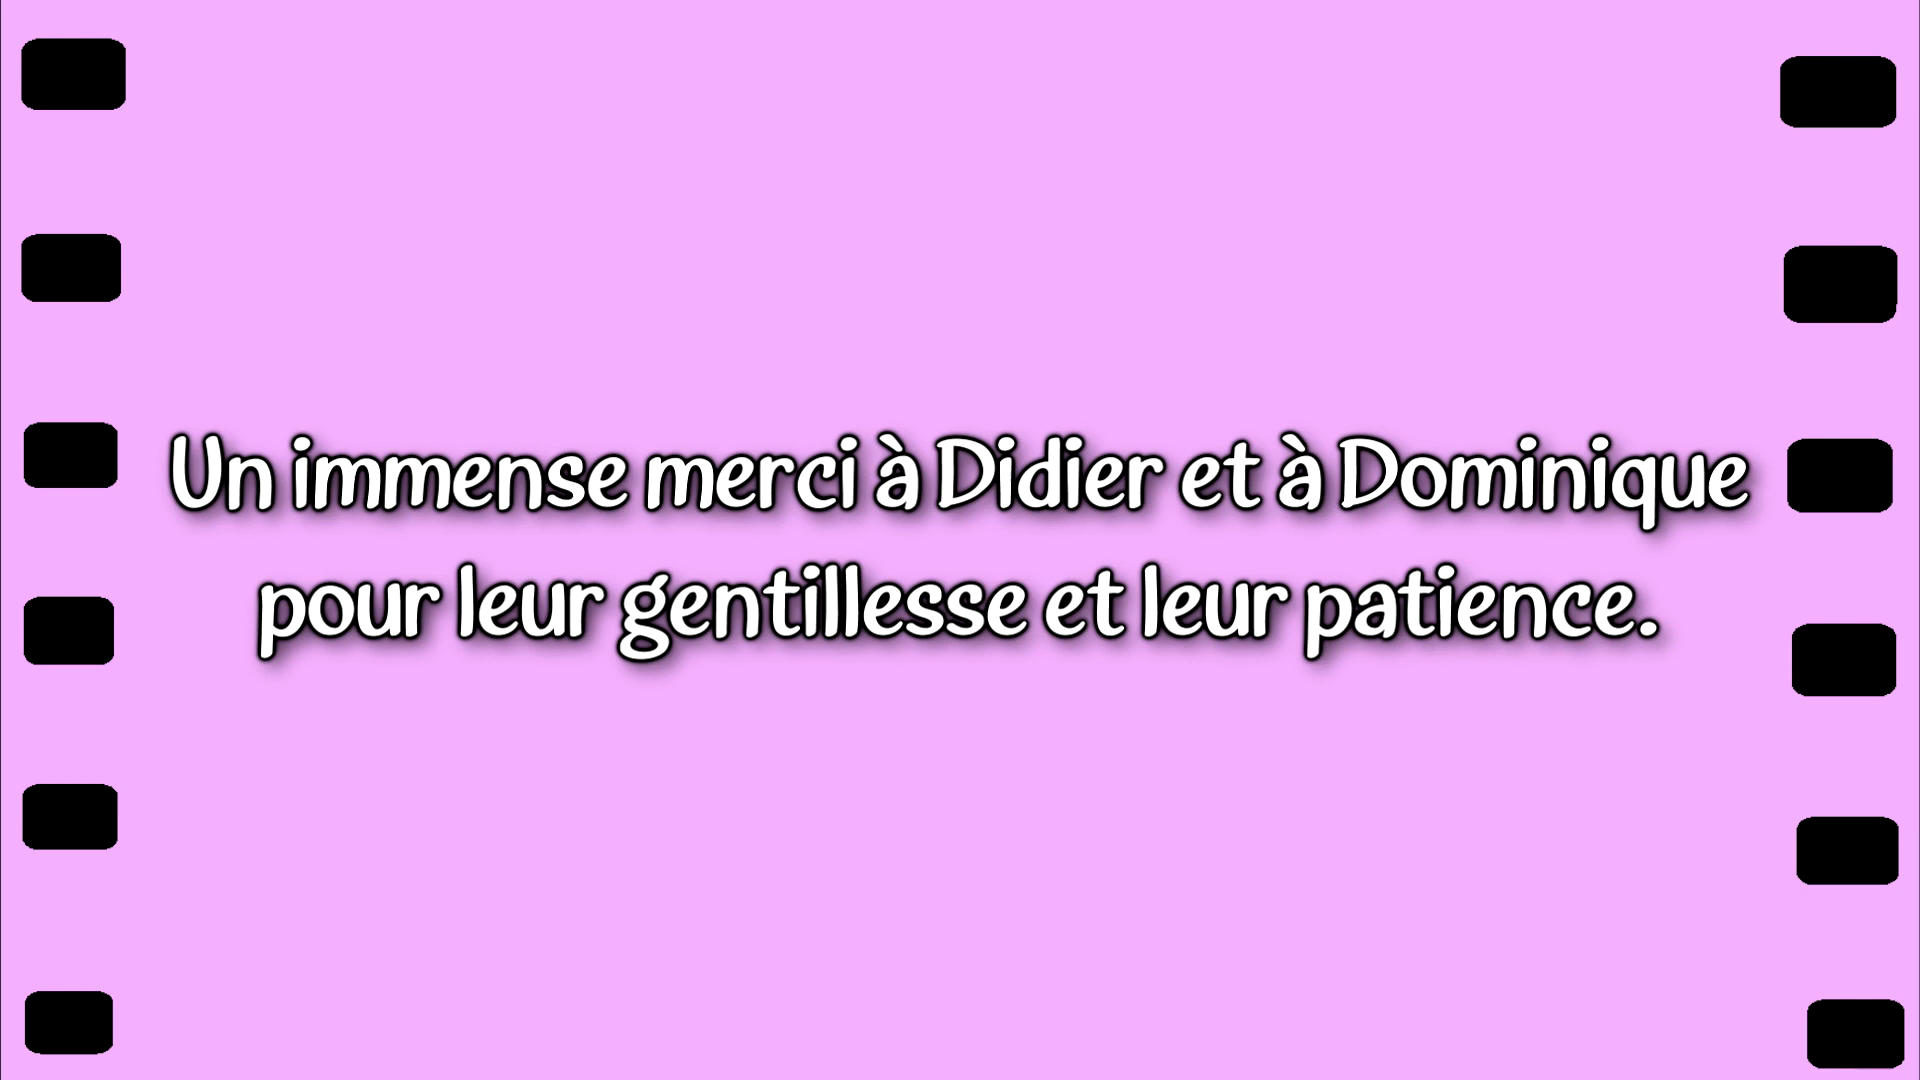 Un immense merci à Didier et à Dominique
pour leur gentillesse et leur patience.